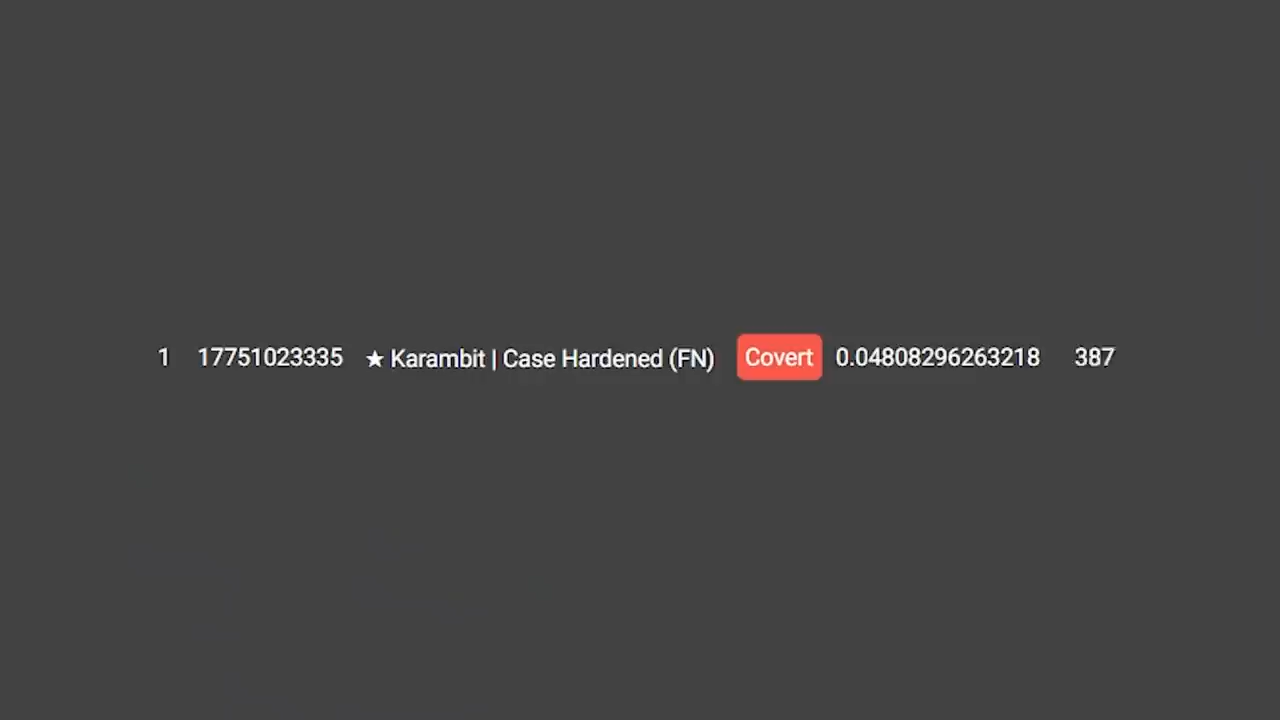 1 17751023335 ★ Karambit | Case Hardened (FN) Covert 0.04808296263218 387